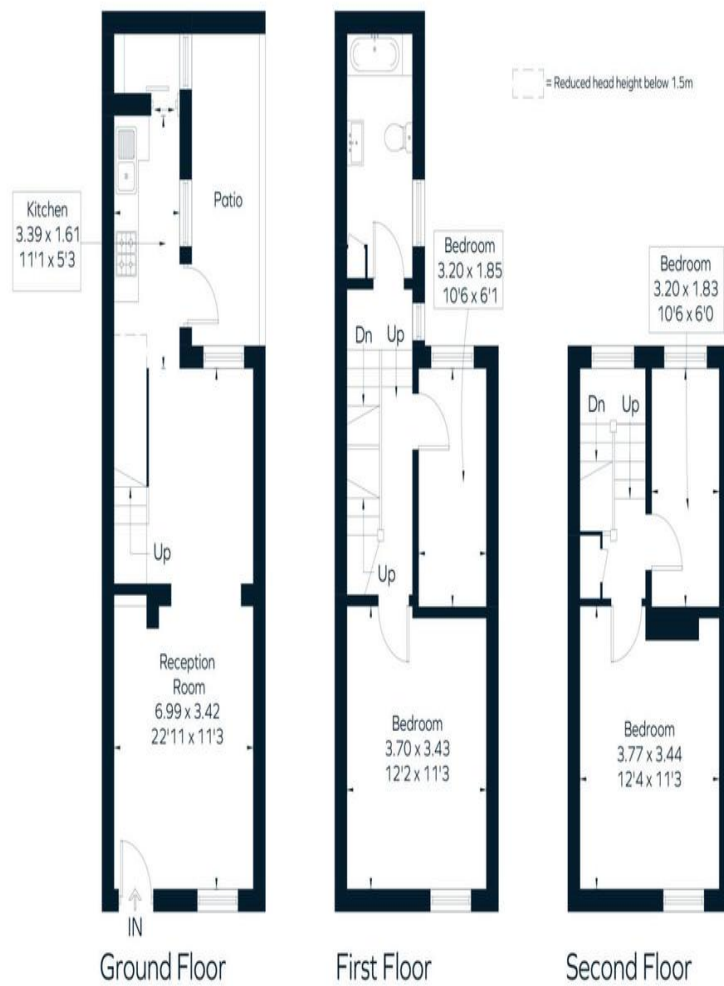 = Reduced head height below 1.5m
Kitchen
3.39 x 1.61
11'1 x 5'3
Patio
Up
Reception
Room
6.99 x 3.42
22'11 x 11'3
IN
Ground Floor
Bedroom
3.20 x 1.85
10'6 x 6'1
Dn
Up
Up
Bedroom
3.70 x 3.43
12'2 x 11'3
First Floor
Bedroom
3.20 x 1.83
10'6 x 6'0
Dn
Up
Bedroom
3.77 x 3.44
12'4 x 11'3
Second Floor